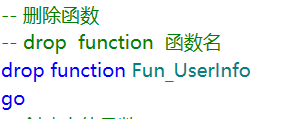 -- 删除函数
-- drop  function  函数名
drop function Fun_UserInfo
go